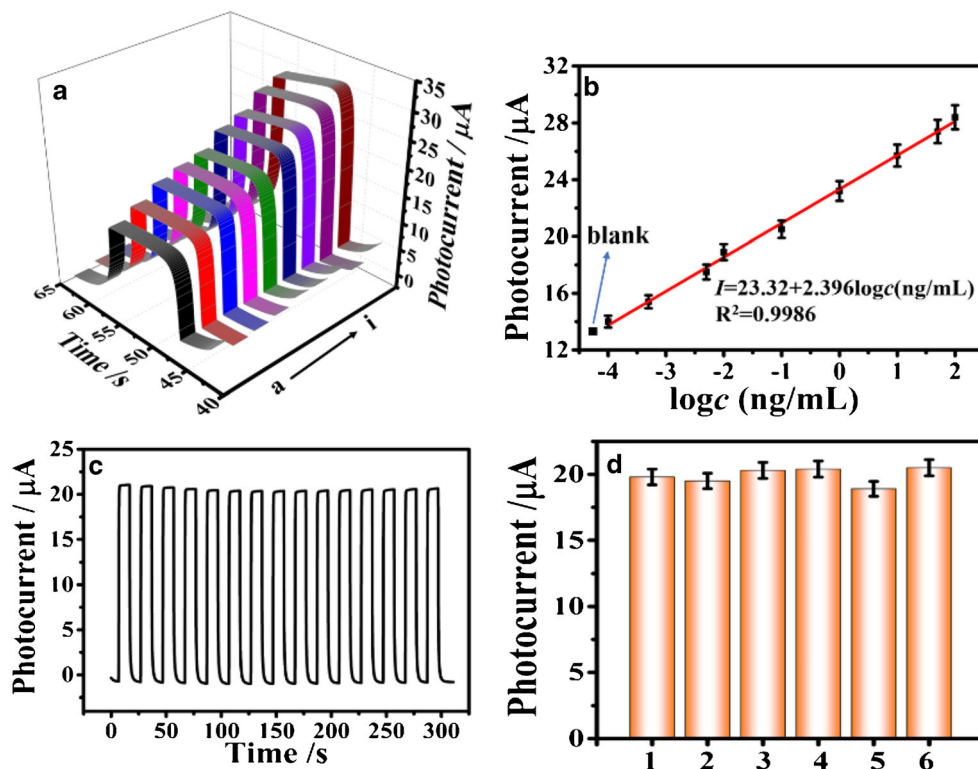 a
35
30
25
20
15
10
5
0
Photocurrent / μA
65
60
55
50
45
40
Time /s
a
i
b
32
28
24
20
16
12
Photocurrent /μA
blank
I=23.32+2.396logc(ng/mL)
R²=0.9986
-4 -3 -2 -1 0 1 2
logc (ng/mL)
c
25
20
15
10
5
0
Photocurrent / μA
0 50 100 150 200 250 300
Time /s
d
20
15
10
5
0
Photocurrent /μA
1 2 3 4 5 6